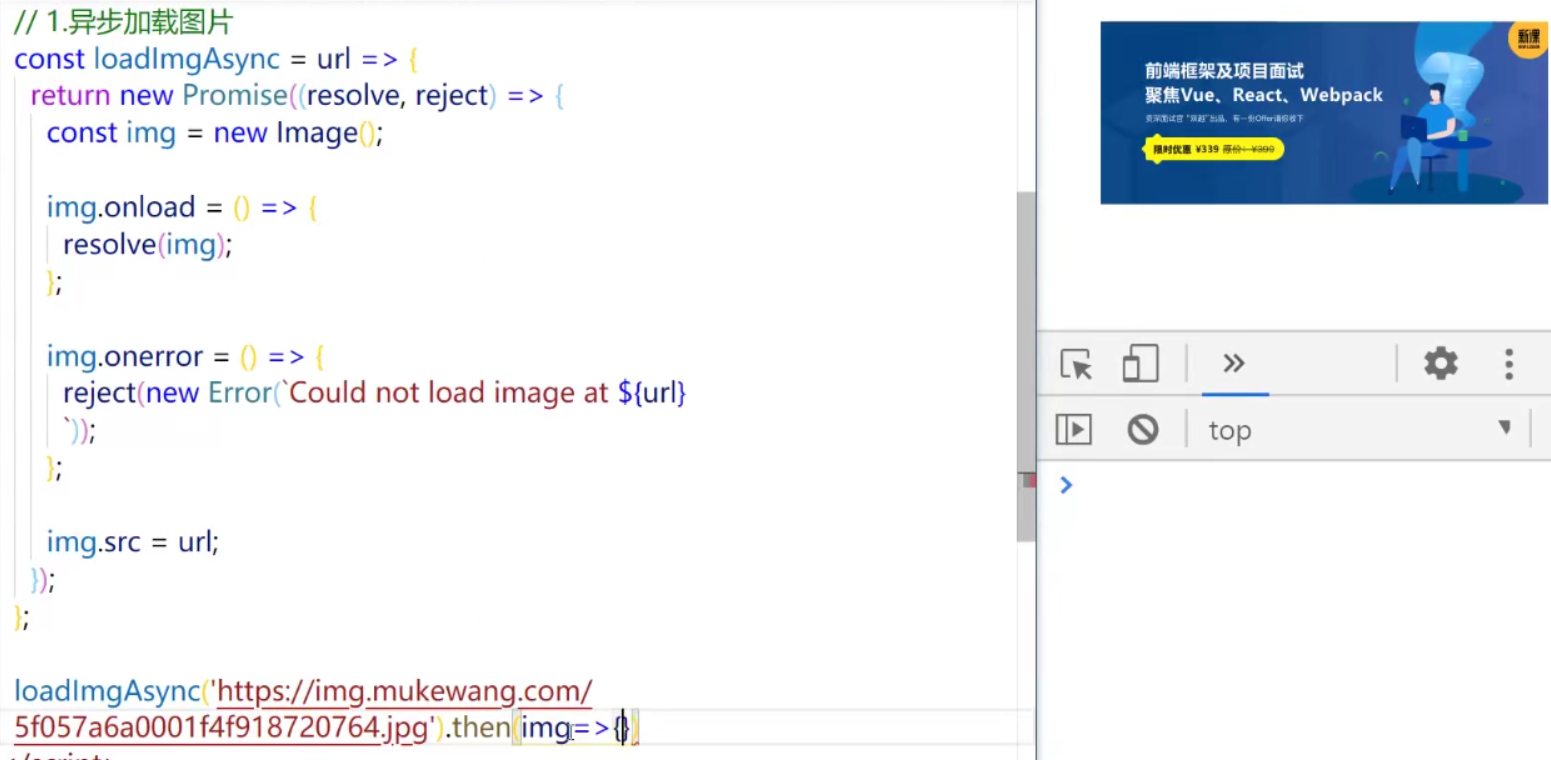 // 1.异步加载图片
const loadImgAsync = url => {
return new Promise((resolve, reject) => {
const img = new Image();
img.onload = () => {
resolve(img);
};
img.onerror = () => {
reject(new Error(`Could not load image at ${url}
`));
};
img.src = url;
});
};
loadImgAsync('https://img.mukewang.com/
5f057a6a0001f4f918720764.jpg').then(img=>{})
新课
前端框架及项目面试
聚焦Vue、React、Webpack
资深面试官“双越”出品，有一份Offer请你收下
限时优惠 ¥339 原价：¥399
top